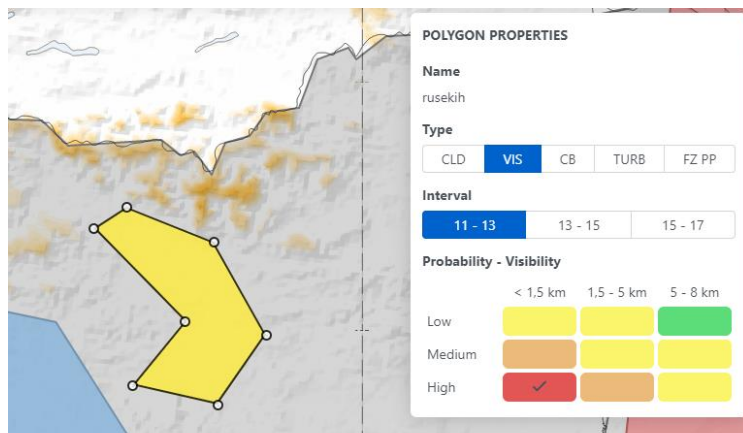 POLYGON PROPERTIES
Name
rusekih
Type
CLD VIS CB TURB FZ PP
Interval
11 - 13 13 - 15 15 - 17
Probability - Visibility
< 1,5 km 1,5 - 5 km 5 - 8 km
Low
Medium
High